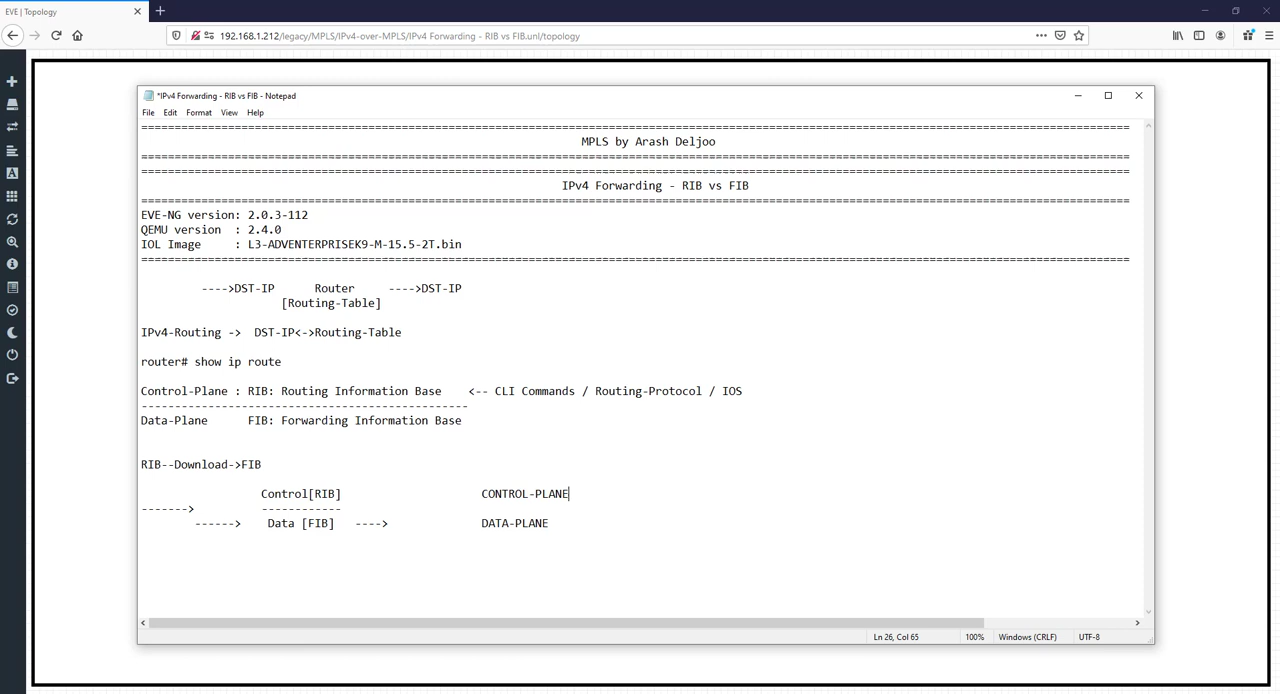 EVE | Topology
192.168.1.212/legacy/MPLS/IPv4-over-MPLS/IPv4 Forwarding - RIB vs FIB.unl/topology
*IPv4 Forwarding - RIB vs FIB - Notepad
File Edit Format View Help
====================================================================================================================================================
MPLS by Arash Deljoo
====================================================================================================================================================
====================================================================================================================================================
IPv4 Forwarding - RIB vs FIB
====================================================================================================================================================
EVE-NG version: 2.0.3-112
QEMU version  : 2.4.0
IOL Image     : L3-ADVENTERPRISEK9-M-15.5-2T.bin
====================================================================================================================================================
---->DST-IP      Router     ---->DST-IP
[Routing-Table]
IPv4-Routing ->  DST-IP<->Routing-Table
router# show ip route
Control-Plane : RIB: Routing Information Base    <-- CLI Commands / Routing-Protocol / IOS
-------------------------------------------------
Data-Plane      FIB: Forwarding Information Base
RIB--Download->FIB
Control[RIB]                     CONTROL-PLANE
------->          ------------
------>    Data [FIB]   ---->              DATA-PLANE
Ln 26, Col 65 100% Windows (CRLF) UTF-8